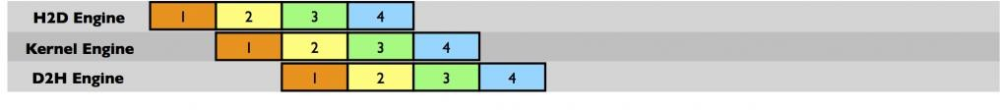 H2D Engine 1 2 3 4
Kernel Engine 1 2 3 4
D2H Engine 1 2 3 4